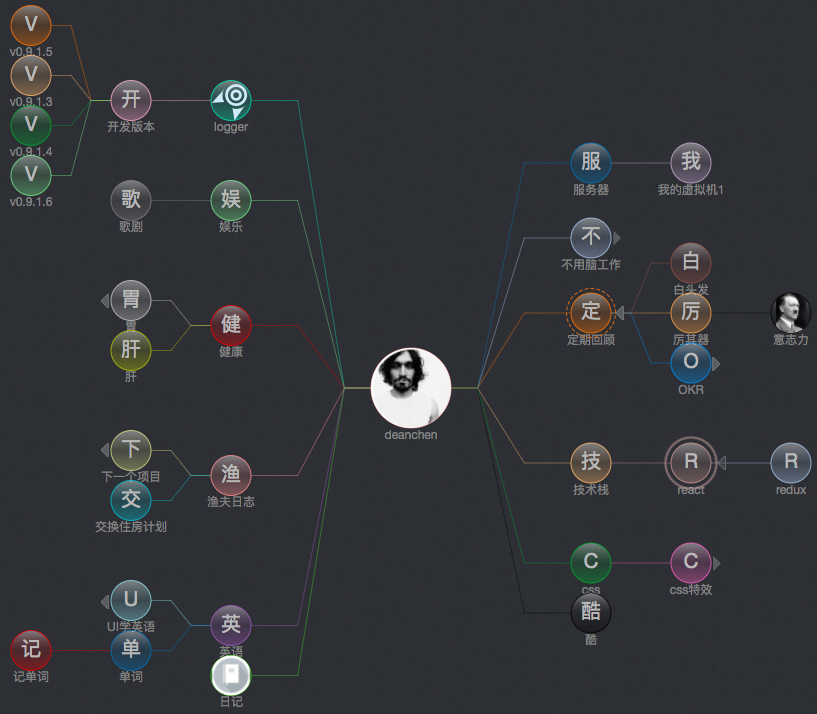 V
v0.9.1.5
V
v0.9.1.3
V
v0.9.1.4
V
v0.9.1.6
开
开发版本
logger
歌
歌剧
娱
娱乐
胃
胃
肝
肝
健
健康
下
下一个项目
交
交换住房计划
渔
渔夫日志
U
UI学英语
记
记单词
单
单词
英
英语
日记
deanchen
服
服务器
我
我的虚拟机1
不
不用脑工作
定
定期回顾
白
白头发
厉
厉其器
意志力
O
OKR
技
技术栈
R
react
R
redux
C
css
C
css特效
酷
酷